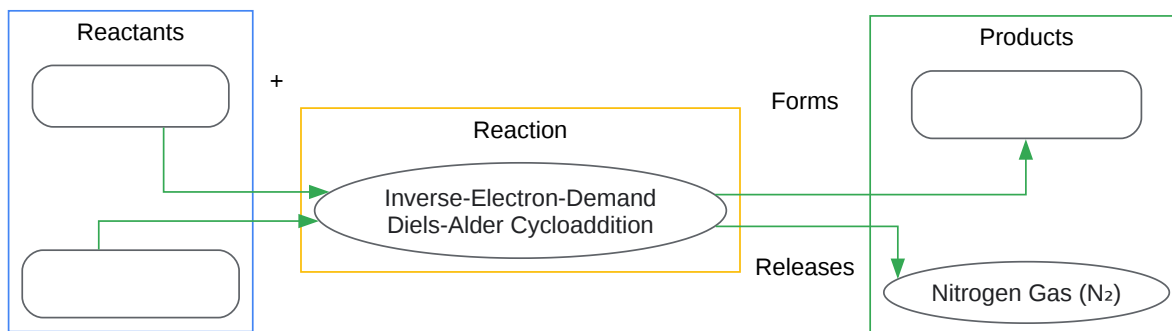 Reactants
+
Reaction
Inverse-Electron-Demand
Diels-Alder Cycloaddition
Forms
Releases
Products
Nitrogen Gas (N₂)